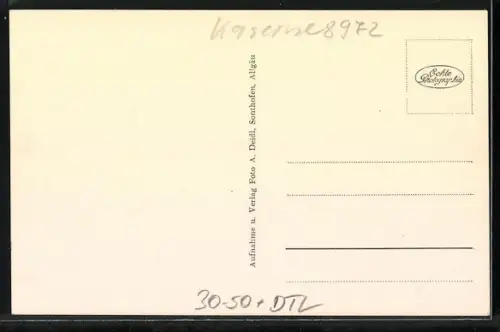 Kaserne 8972
Echte
Photographie
Aufnahme u. Verlag Foto A. Deidl, Sonthofen, Allgäu
30-50 + DTL